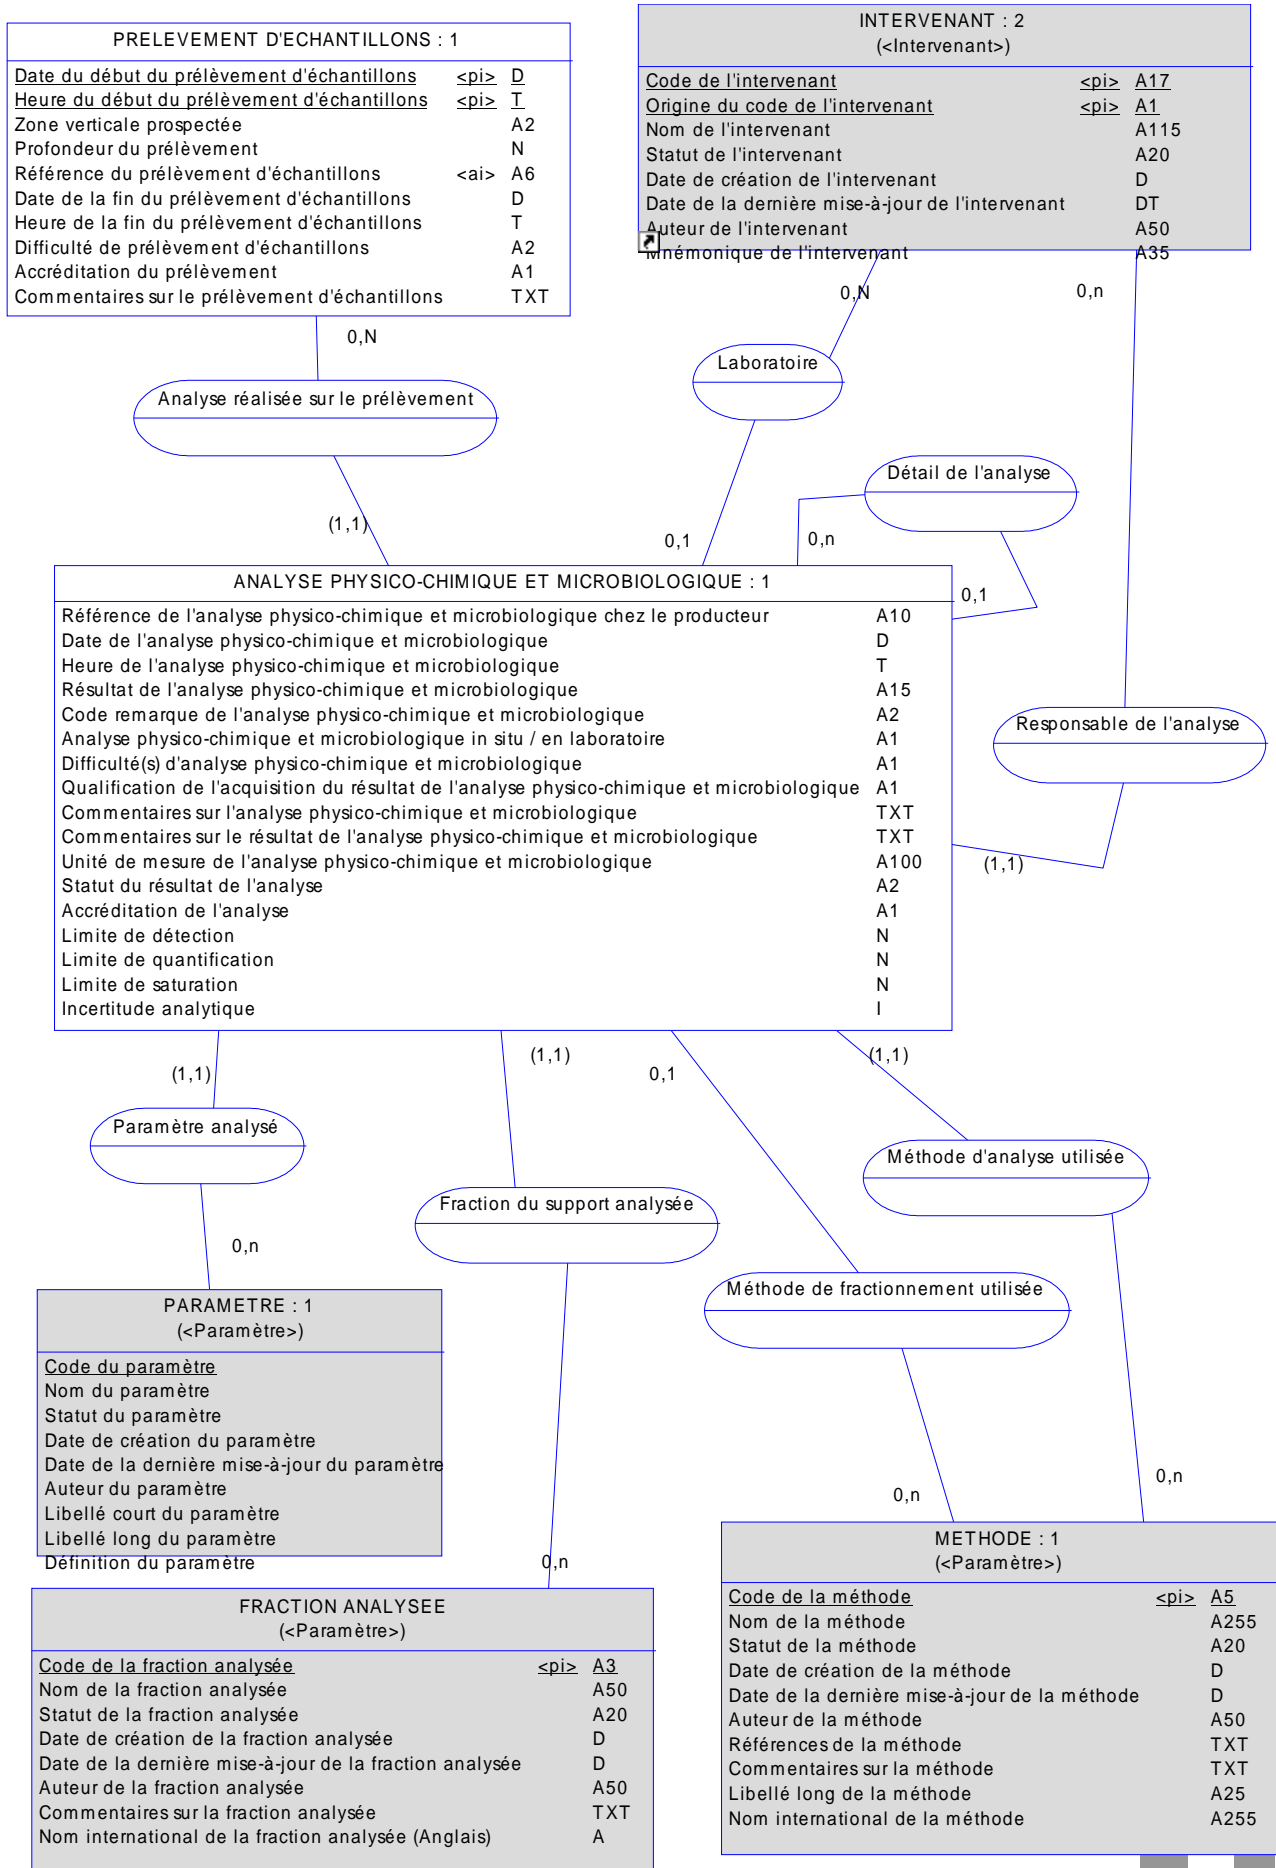 PRELEVEMENT D'ECHANTILLONS : 1
Date du début du prélèvement d'échantillons <pi> D
Heure du début du prélèvement d'échantillons <pi> T
Zone verticale prospectée A2
Profondeur du prélèvement N
Référence du prélèvement d'échantillons <ai> A6
Date de la fin du prélèvement d'échantillons D
Heure de la fin du prélèvement d'échantillons T
Difficulté de prélèvement d'échantillons A2
Accréditation du prélèvement A1
Commentaires sur le prélèvement d'échantillons TXT
INTERVENANT : 2
(<Intervenant>)
Code de l'intervenant <pi> A17
Origine du code de l'intervenant <pi> A1
Nom de l'intervenant A115
Statut de l'intervenant A20
Date de création de l'intervenant D
Date de la dernière mise-à-jour de l'intervenant DT
Auteur de l'intervenant A50
Mnémonique de l'intervenant A35
0,N
0,N
0,n
Analyse réalisée sur le prélèvement
Laboratoire
Détail de l'analyse
(1,1)
0,1
0,n
0,1
ANALYSE PHYSICO-CHIMIQUE ET MICROBIOLOGIQUE : 1
Référence de l'analyse physico-chimique et microbiologique chez le producteur A10
Date de l'analyse physico-chimique et microbiologique D
Heure de l'analyse physico-chimique et microbiologique T
Résultat de l'analyse physico-chimique et microbiologique A15
Code remarque de l'analyse physico-chimique et microbiologique A2
Analyse physico-chimique et microbiologique in situ / en laboratoire A1
Difficulté(s) d'analyse physico-chimique et microbiologique A1
Qualification de l'acquisition du résultat de l'analyse physico-chimique et microbiologique A1
Commentaires sur l'analyse physico-chimique et microbiologique TXT
Commentaires sur le résultat de l'analyse physico-chimique et microbiologique TXT
Unité de mesure de l'analyse physico-chimique et microbiologique A100
Statut du résultat de l'analyse A2
Accréditation de l'analyse A1
Limite de détection N
Limite de quantification N
Limite de saturation N
Incertitude analytique I
Responsable de l'analyse
(1,1)
(1,1)
(1,1)
0,1
(1,1)
Paramètre analysé
Fraction du support analysée
Méthode d'analyse utilisée
Méthode de fractionnement utilisée
0,n
PARAMETRE : 1
(<Paramètre>)
Code du paramètre
Nom du paramètre
Statut du paramètre
Date de création du paramètre
Date de la dernière mise-à-jour du paramètre
Auteur du paramètre
Libellé court du paramètre
Libellé long du paramètre
Définition du paramètre
0,n
0,n
0,n
FRACTION ANALYSEE
(<Paramètre>)
Code de la fraction analysée <pi> A3
Nom de la fraction analysée A50
Statut de la fraction analysée A20
Date de création de la fraction analysée D
Date de la dernière mise-à-jour de la fraction analysée D
Auteur de la fraction analysée A50
Commentaires sur la fraction analysée TXT
Nom international de la fraction analysée (Anglais) A
METHODE : 1
(<Paramètre>)
Code de la méthode <pi> A5
Nom de la méthode A255
Statut de la méthode A20
Date de création de la méthode D
Date de la dernière mise-à-jour de la méthode D
Auteur de la méthode A50
Références de la méthode TXT
Commentaires sur la méthode TXT
Libellé long de la méthode A25
Nom international de la méthode A255